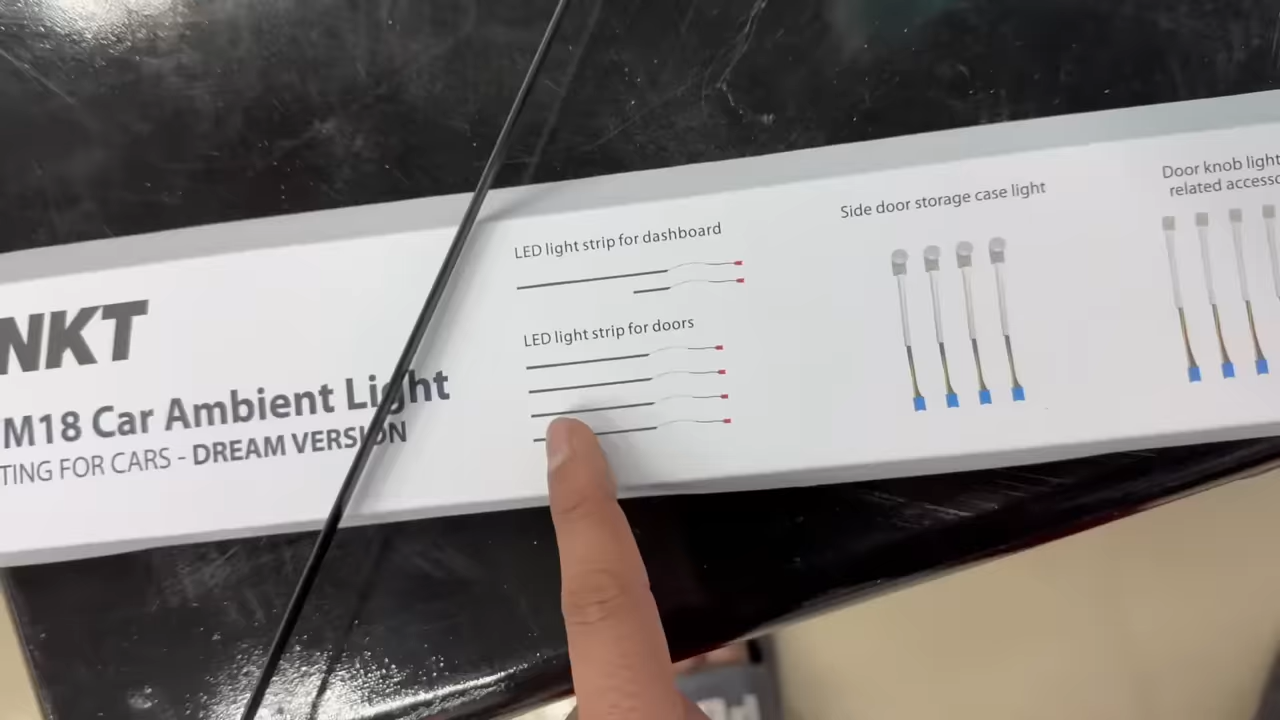 NKT
M18 Car Ambient Light
TING FOR CARS - DREAM VERSION
LED light strip for dashboard
LED light strip for doors
Side door storage case light
Door knob light
related accesso